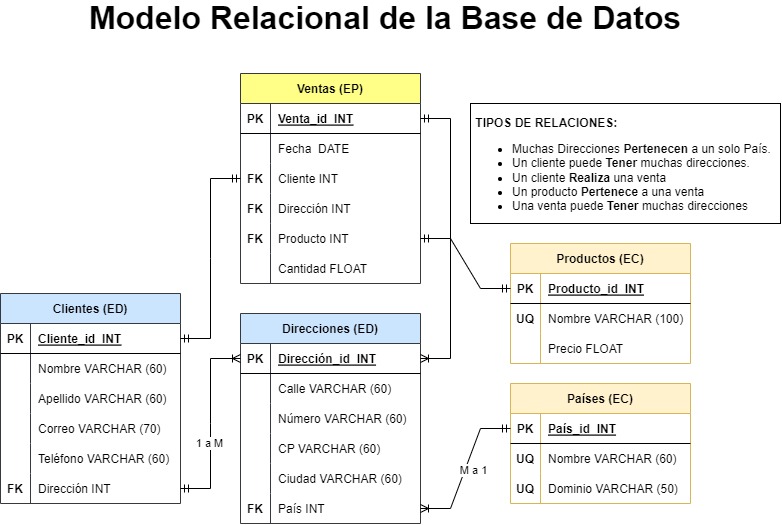 Modelo Relacional de la Base de Datos
Ventas (EP)
PK Venta_id INT
Fecha DATE
FK Cliente INT
FK Dirección INT
FK Producto INT
Cantidad FLOAT
TIPOS DE RELACIONES:
• Muchas Direcciones Pertenecen a un solo País.
• Un cliente puede Tener muchas direcciones.
• Un cliente Realiza una venta
• Un producto Pertenece a una venta
• Una venta puede Tener muchas direcciones
Productos (EC)
PK Producto_id INT
UQ Nombre VARCHAR (100)
Precio FLOAT
Clientes (ED)
PK Cliente_id INT
Nombre VARCHAR (60)
Apellido VARCHAR (60)
Correo VARCHAR (70)
Teléfono VARCHAR (60)
FK Dirección INT
1 a M
Direcciones (ED)
PK Dirección_id INT
Calle VARCHAR (60)
Número VARCHAR (60)
CP VARCHAR (60)
Ciudad VARCHAR (60)
FK País INT
M a 1
Países (EC)
PK País_id INT
UQ Nombre VARCHAR (60)
UQ Dominio VARCHAR (50)